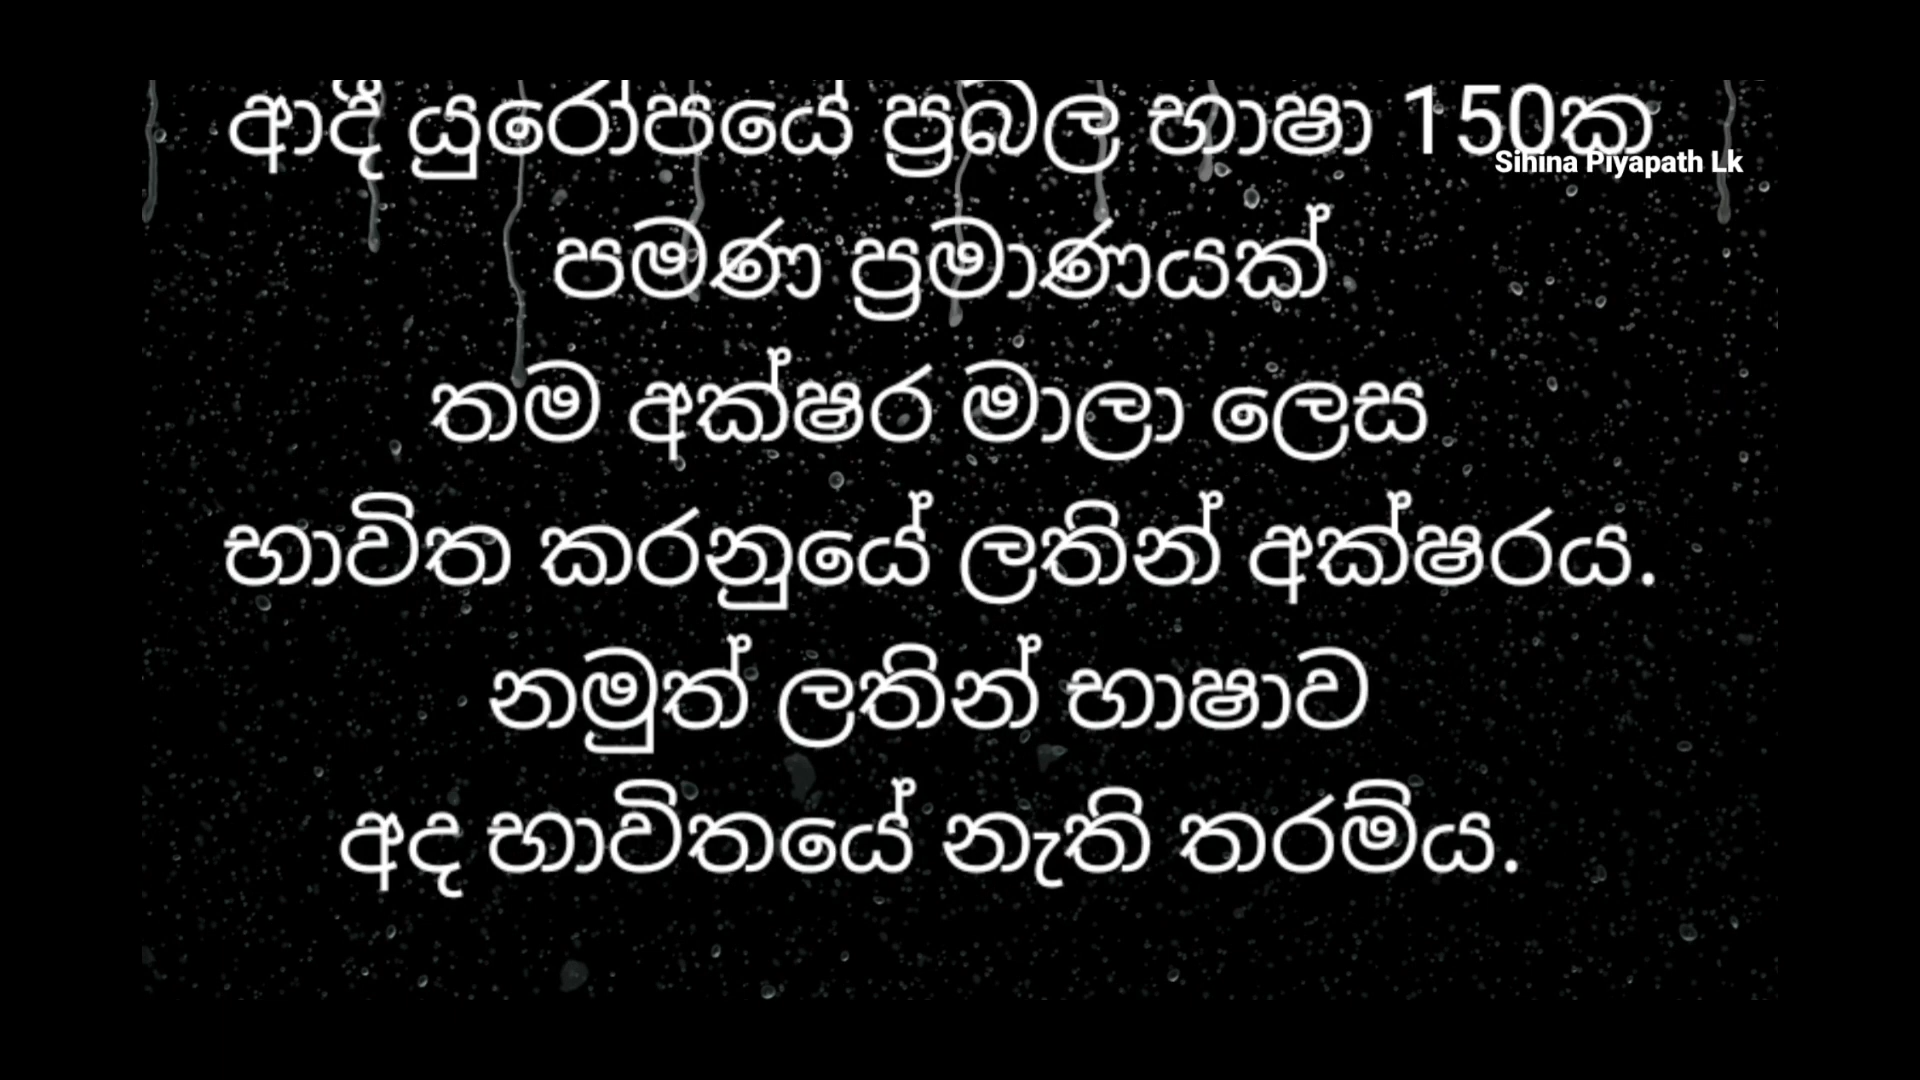 ආදී යුරෝපයේ ප්‍රබල භාෂා 150ක
Sihina Piyapath Lk
පමණ ප්‍රමාණයක්
තම අක්ෂර මාලා ලෙස
භාවිත කරනුයේ ලතින් අක්ෂරය.
නමුත් ලතින් භාෂාව
අද භාවිතයේ නැති තරම්ය.